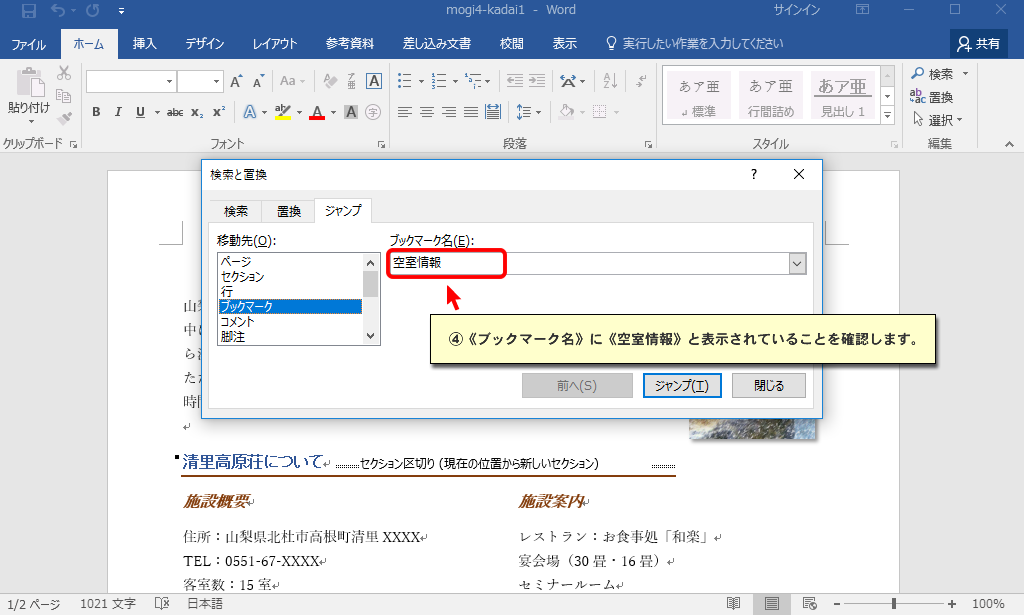 mogi4-kadai1 - Word
サインイン
ファイル ホーム 挿入 デザイン レイアウト 参考資料 差し込み文書 校閲 表示 実行したい作業を入力してください 共有
貼り付け
クリップボード
B I U abc x₂ x² A ab A A 字
A A Aa 亜 A
フォント
段落
あア亜 あア亜 あア亜
↲標準 行間詰め 見出し 1
スタイル
検索
置換
選択
編集
検索と置換 ?
検索 置換 ジャンプ
移動先(O): ブックマーク名(E):
ページ
セクション
行
ブックマーク
コメント
脚注
空室情報
④《ブックマーク名》に《空室情報》と表示されていることを確認します。
前へ(S) ジャンプ(T) 閉じる
山
中
ら
た
時間
清里高原荘について
セクション区切り (現在の位置から新しいセクション)
施設概要
住所：山梨県北杜市高根町清里 XXXX
TEL：0551-67-XXXX
客室数：15 室
施設案内
レストラン：お食事処「和楽」
宴会場（30 畳・16 畳）
セミナールーム
1/2 ページ 1021 文字 日本語 100%